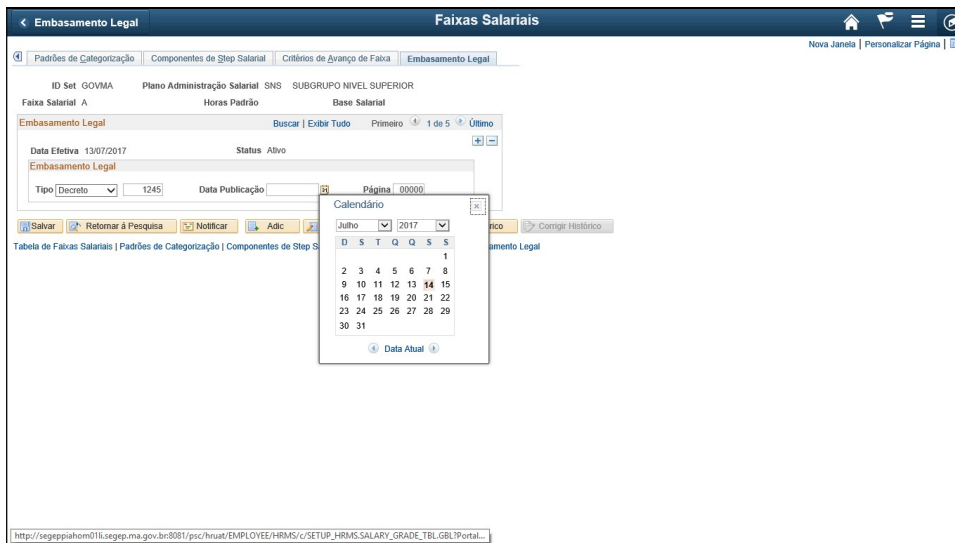 Embasamento Legal
Faixas Salariais
Nova Janela | Personalizar Página |
Padrões de Categorização Componentes de Step Salarial Critérios de Avanço de Faixa Embasamento Legal
ID Set GOVMA Plano Administração Salarial SNS SUBGRUPO NIVEL SUPERIOR
Faixa Salarial A Horas Padrão Base Salarial
Embasamento Legal Buscar | Exibir Tudo Primeiro 1 de 5 Último
Data Efetiva 13/07/2017 Status Ativo
Embasamento Legal
Tipo Decreto 1245 Data Publicação Página 00000
Salvar Retornar á Pesquisa Notificar Adic rico Corrigir Histórico
Tabela de Faixas Salariais | Padrões de Categorização | Componentes de Step S amento Legal
Calendário
Julho 2017
D S T Q Q S S
1
2 3 4 5 6 7 8
9 10 11 12 13 14 15
16 17 18 19 20 21 22
23 24 25 26 27 28 29
30 31
Data Atual
http://segeppiahom01li.segep.ma.gov.br:8081/psc/hruat/EMPLOYEE/HRMS/c/SETUP_HRMS.SALARY_GRADE_TBL.GBL?Portal...